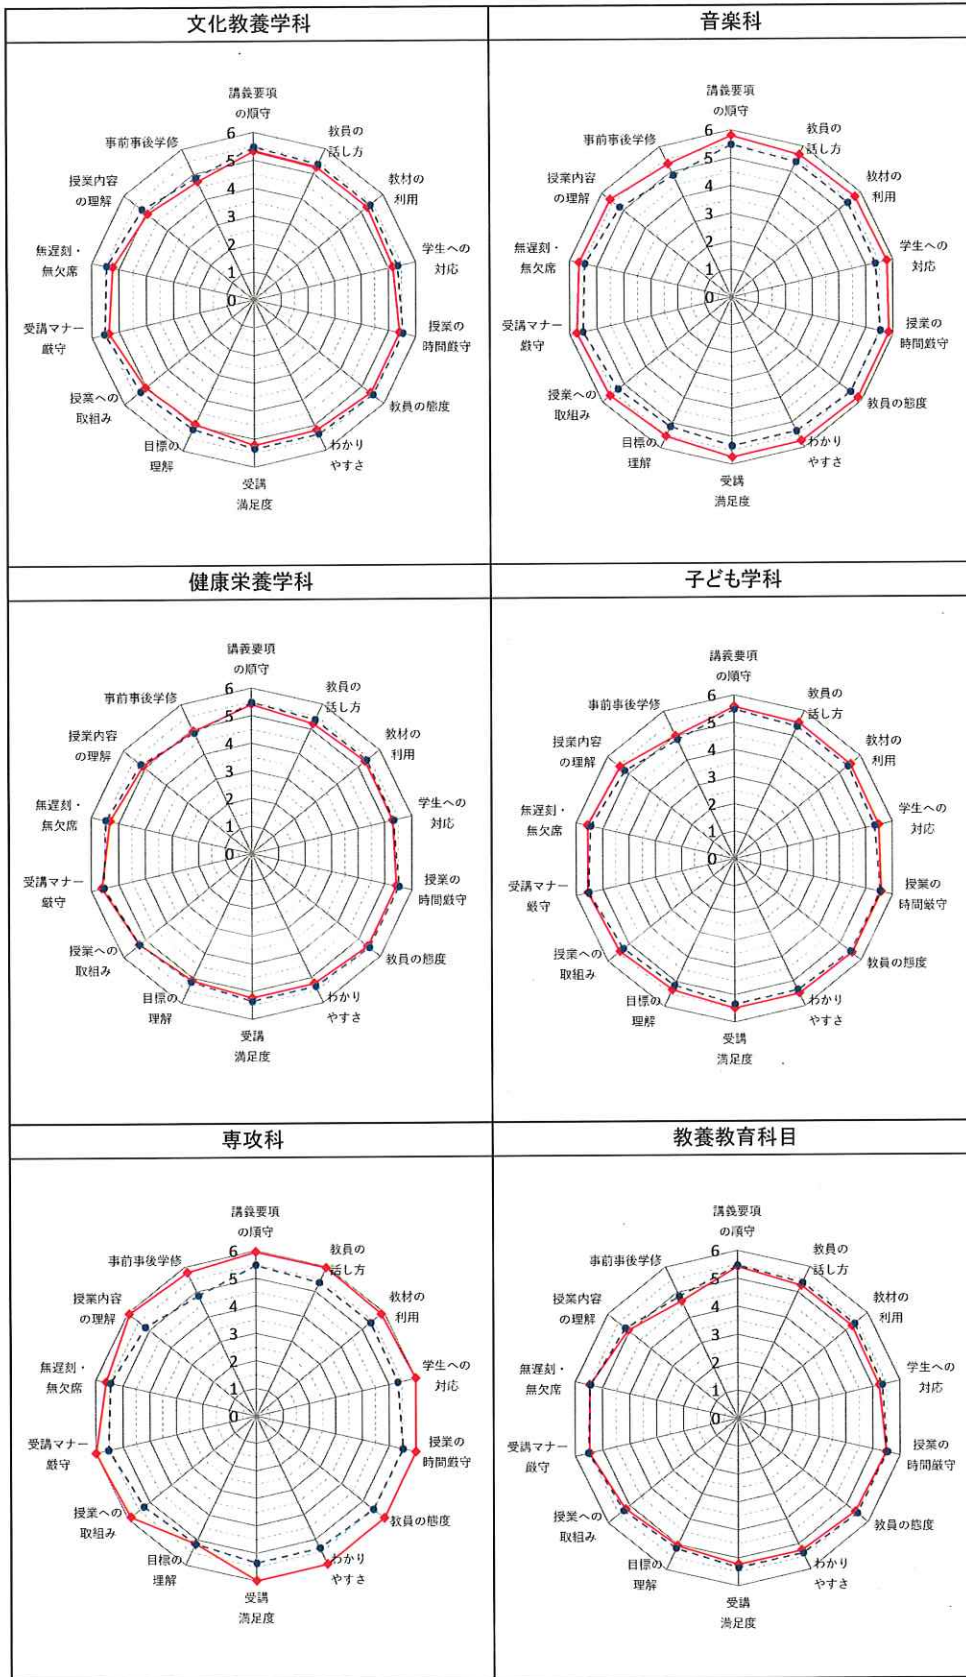 文化教養学科
講義要項
の順守
教員の
話し方
教材の
利用
学生への
対応
授業の
時間厳守
教員の態度
わかり
やすさ
受講
満足度
目標の
理解
授業への
取組み
受講マナー
厳守
無遅刻・
無欠席
授業内容
の理解
事前事後学修
6
5
4
3
2
1
0
音楽科
講義要項
の順守
教員の
話し方
教材の
利用
学生への
対応
授業の
時間厳守
教員の態度
わかり
やすさ
受講
満足度
目標の
理解
授業への
取組み
受講マナー
厳守
無遅刻・
無欠席
授業内容
の理解
事前事後学修
6
5
4
3
2
1
0
健康栄養学科
講義要項
の順守
教員の
話し方
教材の
利用
学生への
対応
授業の
時間厳守
教員の態度
わかり
やすさ
受講
満足度
目標の
理解
授業への
取組み
受講マナー
厳守
無遅刻・
無欠席
授業内容
の理解
事前事後学修
6
5
4
3
2
1
0
子ども学科
講義要項
の順守
教員の
話し方
教材の
利用
学生への
対応
授業の
時間厳守
教員の態度
わかり
やすさ
受講
満足度
目標の
理解
授業への
取組み
受講マナー
厳守
無遅刻・
無欠席
授業内容
の理解
事前事後学修
6
5
4
3
2
1
0
専攻科
講義要項
の順守
教員の
話し方
教材の
利用
学生への
対応
授業の
時間厳守
教員の態度
わかり
やすさ
受講
満足度
目標の
理解
授業への
取組み
受講マナー
厳守
無遅刻・
無欠席
授業内容
の理解
事前事後学修
6
5
4
3
2
1
0
教養教育科目
講義要項
の順守
教員の
話し方
教材の
利用
学生への
対応
授業の
時間厳守
教員の態度
わかり
やすさ
受講
満足度
目標の
理解
授業への
取組み
受講マナー
厳守
無遅刻・
無欠席
授業内容
の理解
事前事後学修
6
5
4
3
2
1
0